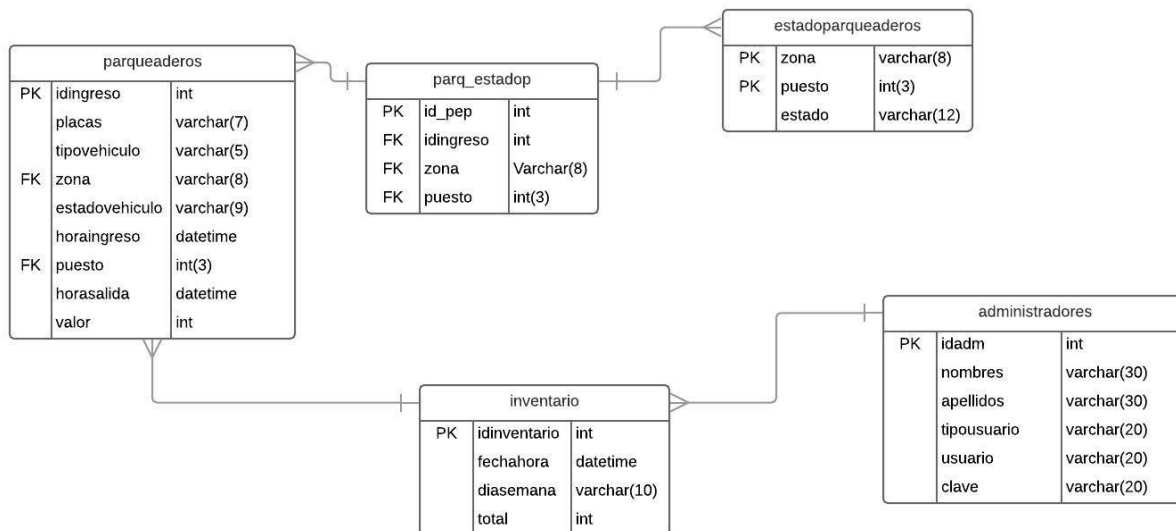 parqueaderos
PK idingreso int
placas varchar(7)
tipovehiculo varchar(5)
FK zona varchar(8)
estadovehiculo varchar(9)
horaingreso datetime
FK puesto int(3)
horasalida datetime
valor int
parq_estadop
PK id_pep int
FK idingreso int
FK zona Varchar(8)
FK puesto int(3)
estadoparqueaderos
PK zona varchar(8)
PK puesto int(3)
estado varchar(12)
inventario
PK idinventario int
fechahora datetime
diasemana varchar(10)
total int
administradores
PK idadm int
nombres varchar(30)
apellidos varchar(30)
tipousuario varchar(20)
usuario varchar(20)
clave varchar(20)